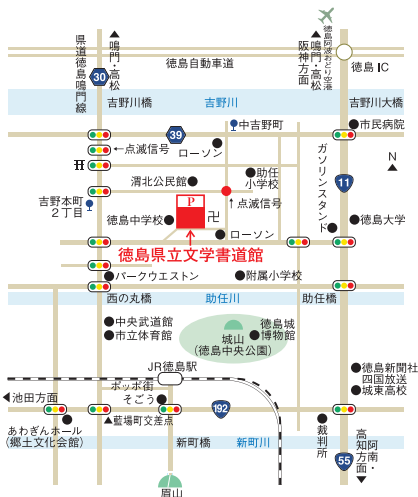 徳島阿波おどり空港
▲鳴門・高松
県道徳島鳴門線
▲鳴門・高松
阪神方面
徳島自動車道
徳島IC
30
吉野川橋
吉野川
吉野川大橋
39
中吉野町
市民病院
←点滅信号
ローソン
ガソリンスタンド
N
助任
小学校
渭北公民館
11
吉野本町
2丁目
P
卍
↑点滅信号
徳島中学校
徳島大学
ローソン
徳島県立文学書道館
パークウエストン
附属小学校
西の丸橋
助任川
助任橋
中央武道館
市立体育館
徳島城
博物館
城山
(徳島中央公園)
JR徳島駅
徳島新聞社
四国放送
城東高校
ポッポ街
そごう
◀池田方面
192
▲藍場町交差点
あわぎんホール
(郷土文化会館)
新町橋
新町川
裁判所
高知・
阿南方面▼
55
眉山